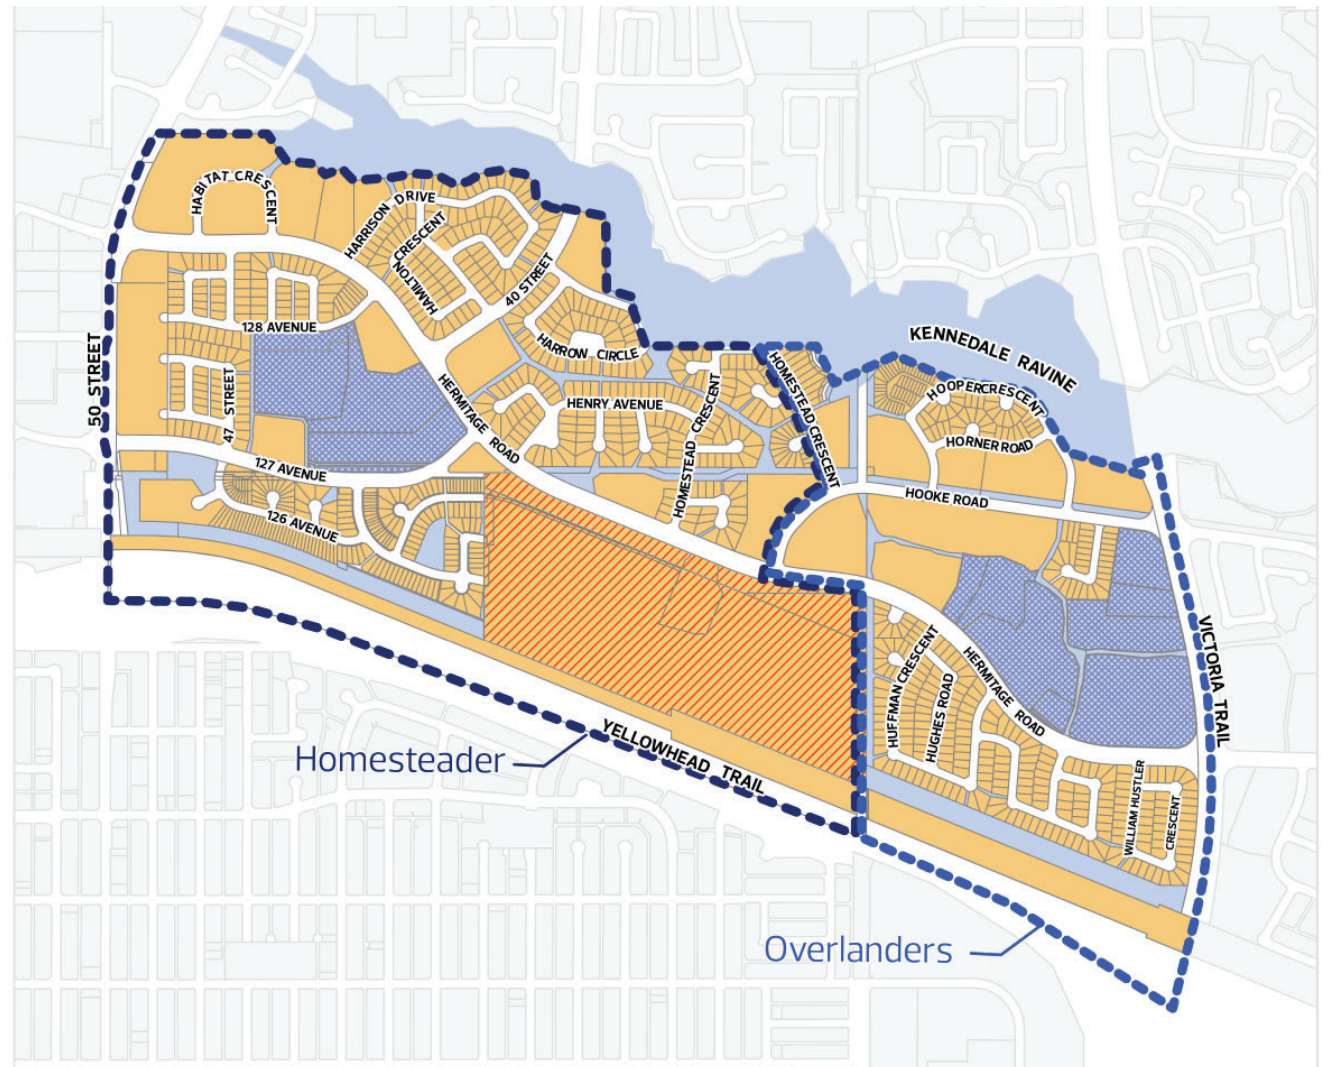 HABITAT CRESCENT
HARRISON DRIVE
HAMILTON CRESCENT
40 STREET
128 AVENUE
HARROW CIRCLE
KENNEDALE RAVINE
50 STREET
47 STREET
HERMITAGE ROAD
HENRY AVENUE
HOMESTEAD CRESCENT
HOMESTEAD CRESCENT
HOOPER CRESCENT
HORNER ROAD
127 AVENUE
HOOKE ROAD
126 AVENUE
HUFFMAN CRESCENT
HUGHES ROAD
HERMITAGE ROAD
VICTORIA TRAIL
Homesteader
YELLOWHEAD TRAIL
WILLIAM HUSTLER
CRESCENT
Overlanders